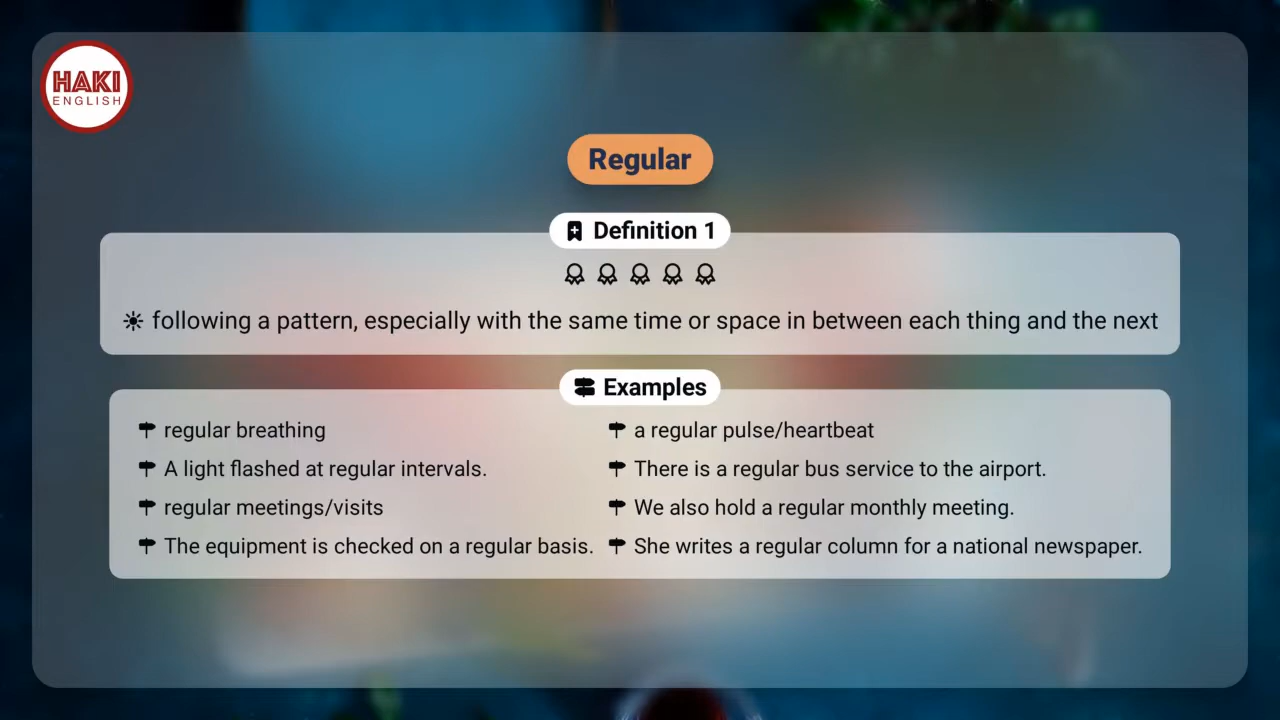 HAKI
ENGLISH
Regular
Definition 1
following a pattern, especially with the same time or space in between each thing and the next
Examples
regular breathing
a regular pulse/heartbeat
A light flashed at regular intervals.
There is a regular bus service to the airport.
regular meetings/visits
We also hold a regular monthly meeting.
The equipment is checked on a regular basis.
She writes a regular column for a national newspaper.